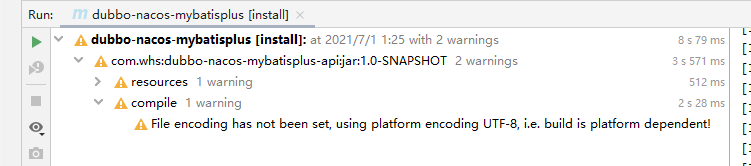 Run: dubbo-nacos-mybatisplus [install] ×
dubbo-nacos-mybatisplus [install]: at 2021/7/1 1:25 with 2 warnings 8 s 79 ms
com.whs:dubbo-nacos-mybatisplus-api:jar:1.0-SNAPSHOT 2 warnings 3 s 571 ms
resources 1 warning 512 ms
compile 1 warning 2 s 28 ms
File encoding has not been set, using platform encoding UTF-8, i.e. build is platform dependent!